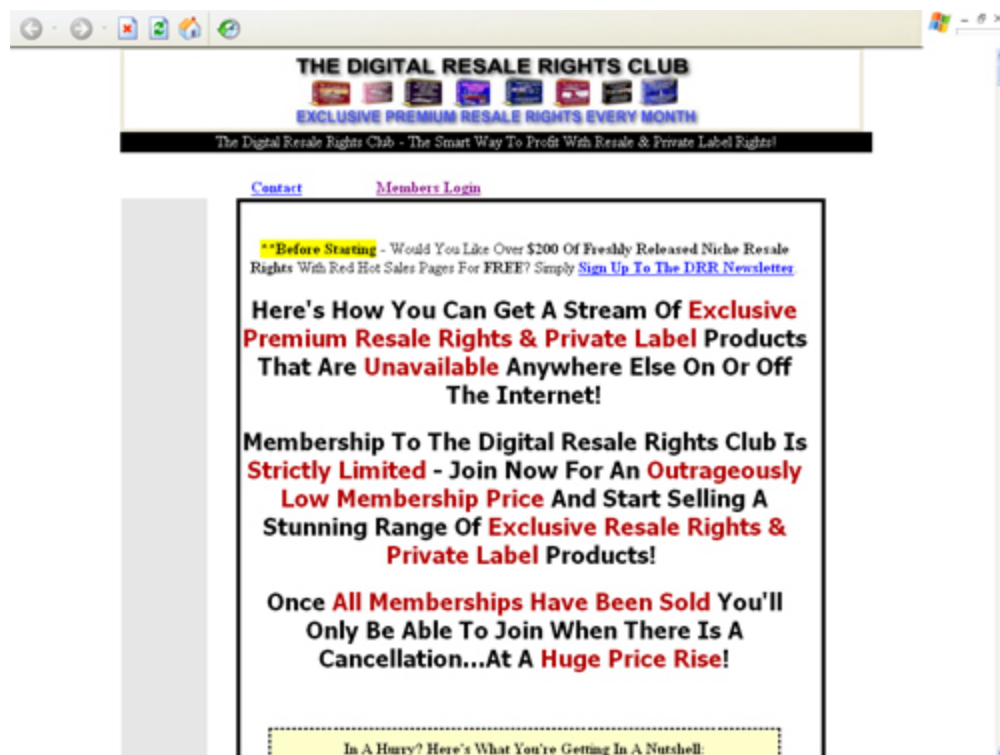 THE DIGITAL RESALE RIGHTS CLUB
EXCLUSIVE PREMIUM RESALE RIGHTS EVERY MONTH
The Digital Resale Rights Club - The Smart Way To Profit With Resale & Private Label Rights!
Contact Members Login
**Before Starting - Would You Like Over $200 Of Freshly Released Niche Resale
Rights With Red Hot Sales Pages For FREE? Simply Sign Up To The DRR Newsletter.
Here's How You Can Get A Stream Of Exclusive
Premium Resale Rights & Private Label Products
That Are Unavailable Anywhere Else On Or Off
The Internet!
Membership To The Digital Resale Rights Club Is
Strictly Limited - Join Now For An Outrageously
Low Membership Price And Start Selling A
Stunning Range Of Exclusive Resale Rights &
Private Label Products!
Once All Memberships Have Been Sold You'll
Only Be Able To Join When There Is A
Cancellation...At A Huge Price Rise!
In A Hurry? Here's What You're Getting In A Nutshell: